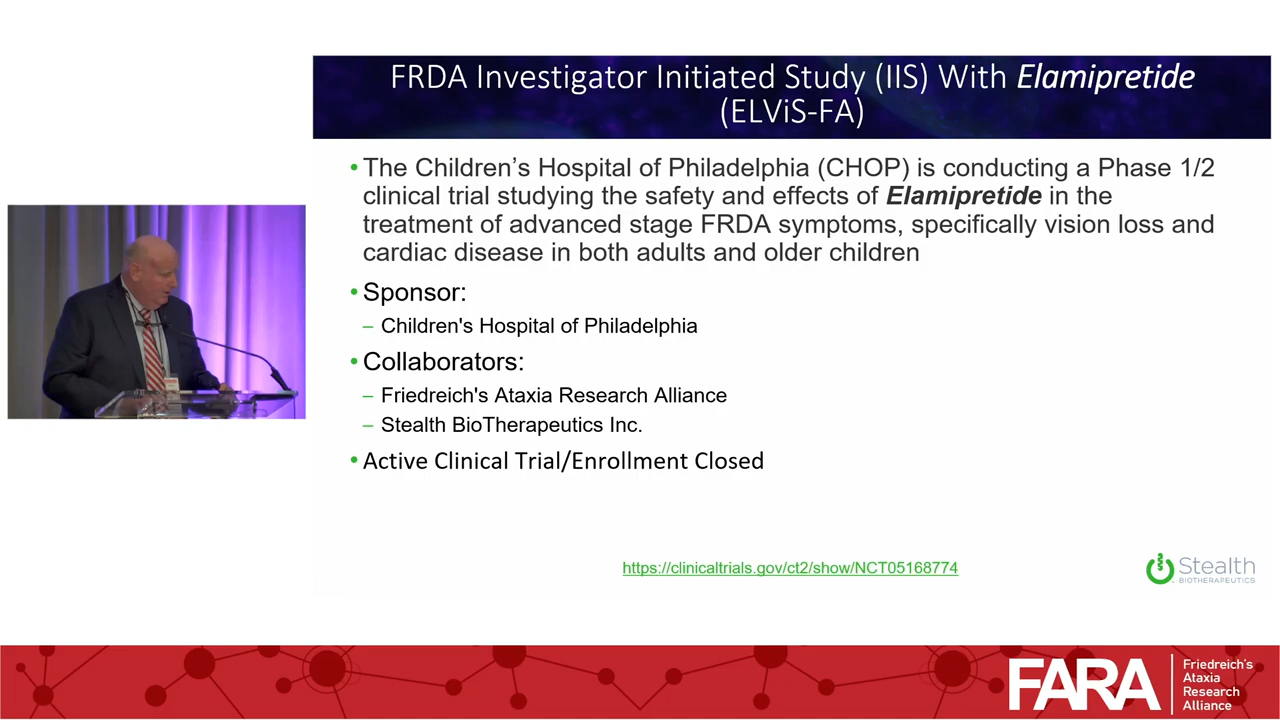 FRDA Investigator Initiated Study (IIS) With Elamipretide
(ELViS-FA)
• The Children’s Hospital of Philadelphia (CHOP) is conducting a Phase 1/2
clinical trial studying the safety and effects of Elamipretide in the
treatment of advanced stage FRDA symptoms, specifically vision loss and
cardiac disease in both adults and older children
• Sponsor:
– Children's Hospital of Philadelphia
• Collaborators:
– Friedreich's Ataxia Research Alliance
– Stealth BioTherapeutics Inc.
• Active Clinical Trial/Enrollment Closed
https://clinicaltrials.gov/ct2/show/NCT05168774
Stealth
BIOTHERAPEUTICS
FARA
Friedreich's
Ataxia
Research
Alliance